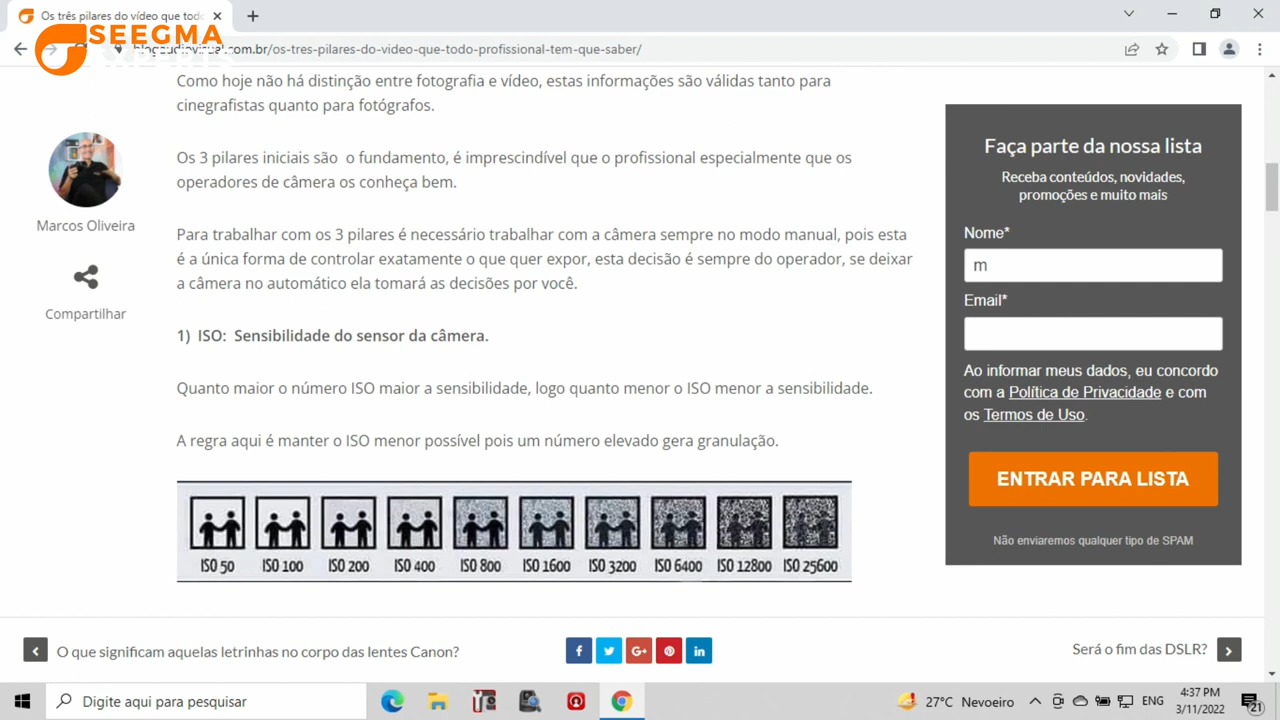 Os três pilares do vídeo que todo
SEEGMA
XPERTS
blogaudiovisual.com.br/os-tres-pilares-do-video-que-todo-profissional-tem-que-saber/
Como hoje não há distinção entre fotografia e vídeo, estas informações são válidas tanto para
cinegrafistas quanto para fotógrafos.
Os 3 pilares iniciais são o fundamento, é imprescindível que o profissional especialmente que os
operadores de câmera os conheça bem.
Marcos Oliveira
Compartilhar
Para trabalhar com os 3 pilares é necessário trabalhar com a câmera sempre no modo manual, pois esta
é a única forma de controlar exatamente o que quer expor, esta decisão é sempre do operador, se deixar
a câmera no automático ela tomará as decisões por você.
1) ISO: Sensibilidade do sensor da câmera.
Quanto maior o número ISO maior a sensibilidade, logo quanto menor o ISO menor a sensibilidade.
A regra aqui é manter o ISO menor possível pois um número elevado gera granulação.
ISO 50 ISO 100 ISO 200 ISO 400 ISO 800 ISO 1600 ISO 3200 ISO 6400 ISO 12800 ISO 25600
Faça parte da nossa lista
Receba conteúdos, novidades,
promoções e muito mais
Nome*
m
Email*
Ao informar meus dados, eu concordo
com a Política de Privacidade e com
os Termos de Uso.
ENTRAR PARA LISTA
Não enviaremos qualquer tipo de SPAM
O que significam aquelas letrinhas no corpo das lentes Canon?
f G+ in
Será o fim das DSLR?
Digite aqui para pesquisar
27°C Nevoeiro
ENG
4:37 PM
3/11/2022
21